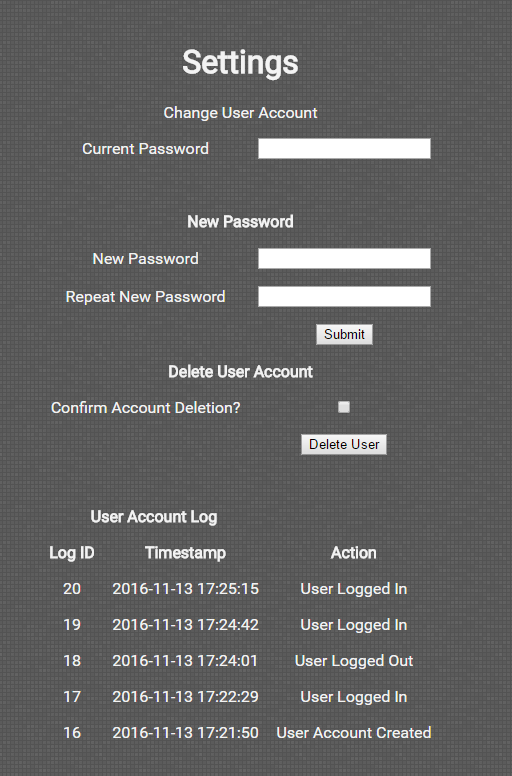 Settings
Change User Account
Current Password
New Password
New Password
Repeat New Password
Submit
Delete User Account
Confirm Account Deletion?
Delete User
User Account Log
Log ID Timestamp Action
20 2016-11-13 17:25:15 User Logged In
19 2016-11-13 17:24:42 User Logged In
18 2016-11-13 17:24:01 User Logged Out
17 2016-11-13 17:22:29 User Logged In
16 2016-11-13 17:21:50 User Account Created